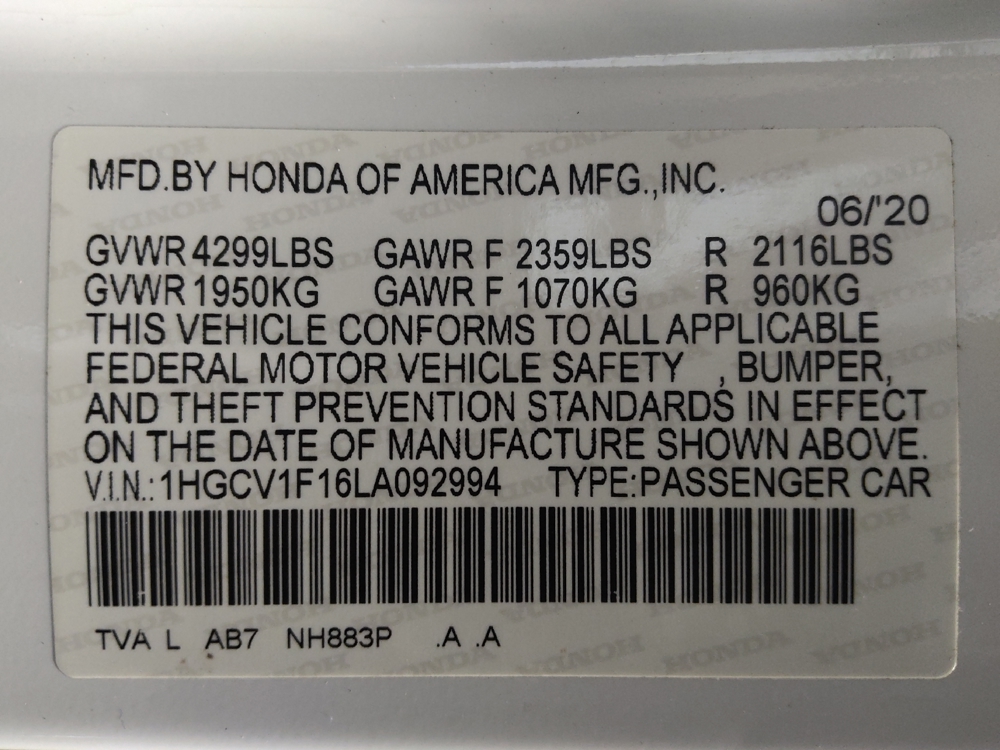 MFD.BY HONDA OF AMERICA MFG.,INC.
06/'20
GVWR 4299LBS GAWR F 2359LBS R 2116LBS
GVWR 1950KG GAWR F 1070KG R 960KG
THIS VEHICLE CONFORMS TO ALL APPLICABLE
FEDERAL MOTOR VEHICLE SAFETY , BUMPER,
AND THEFT PREVENTION STANDARDS IN EFFECT
ON THE DATE OF MANUFACTURE SHOWN ABOVE.
V.I.N.: 1HGCV1F16LA092994 TYPE:PASSENGER CAR
TVA L AB7 NH883P .A .A